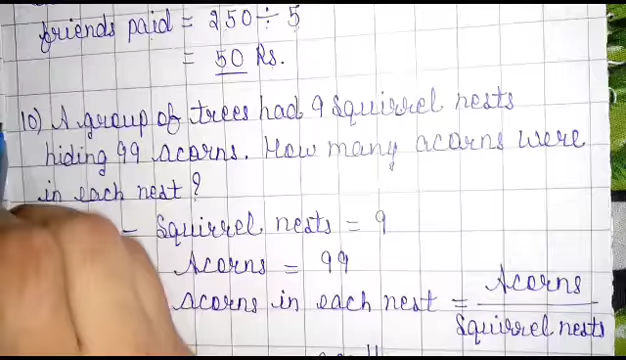 friends paid = 250 ÷ 5
= 50 Rs.
10) A group of trees had 9 squirrel nests
hiding 99 acorns. How many acorns were
in each nest?
- Squirrel nests = 9
Acorns = 99
Acorns in each nest = Acorns
Squirrel nests